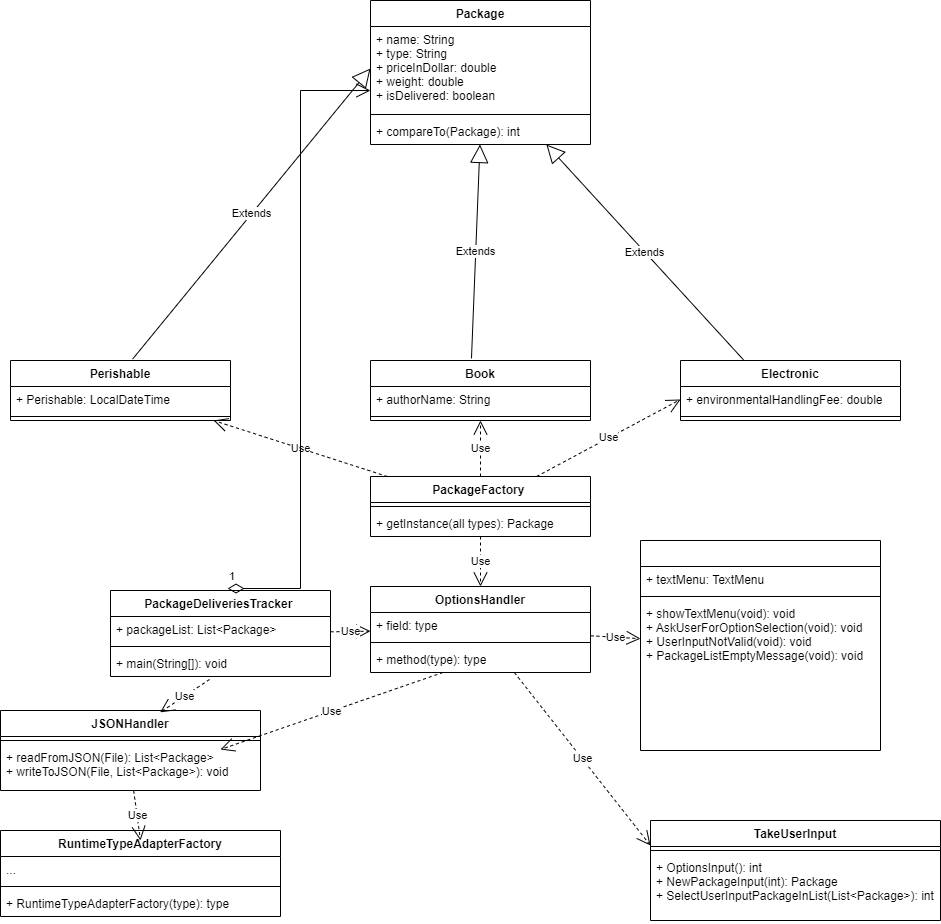 Package
+ name: String
+ type: String
+ priceInDollar: double
+ weight: double
+ isDelivered: boolean
+ compareTo(Package): int
Extends
Extends
Extends
Perishable
+ Perishable: LocalDateTime
Book
+ authorName: String
Electronic
+ environmentalHandlingFee: double
Use
Use
Use
PackageFactory
+ getInstance(all types): Package
Use
1
PackageDeliveriesTracker
+ packageList: List<Package>
+ main(String[]): void
Use
OptionsHandler
+ field: type
+ method(type): type
Use
+ textMenu: TextMenu
+ showTextMenu(void): void
+ AskUserForOptionSelection(void): void
+ UserInputNotValid(void): void
+ PackageListEmptyMessage(void): void
Use
Use
Use
JSONHandler
+ readFromJSON(File): List<Package>
+ writeToJSON(File, List<Package>): void
Use
RuntimeTypeAdapterFactory
...
+ RuntimeTypeAdapterFactory(type): type
TakeUserInput
+ OptionsInput(): int
+ NewPackageInput(int): Package
+ SelectUserInputPackageInList(List<Package>): int